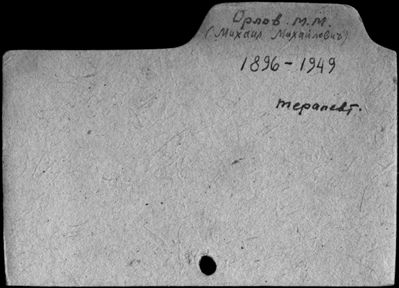 Орлов М.М.
(Михаил Михайлович)
1896-1949
терапевт.